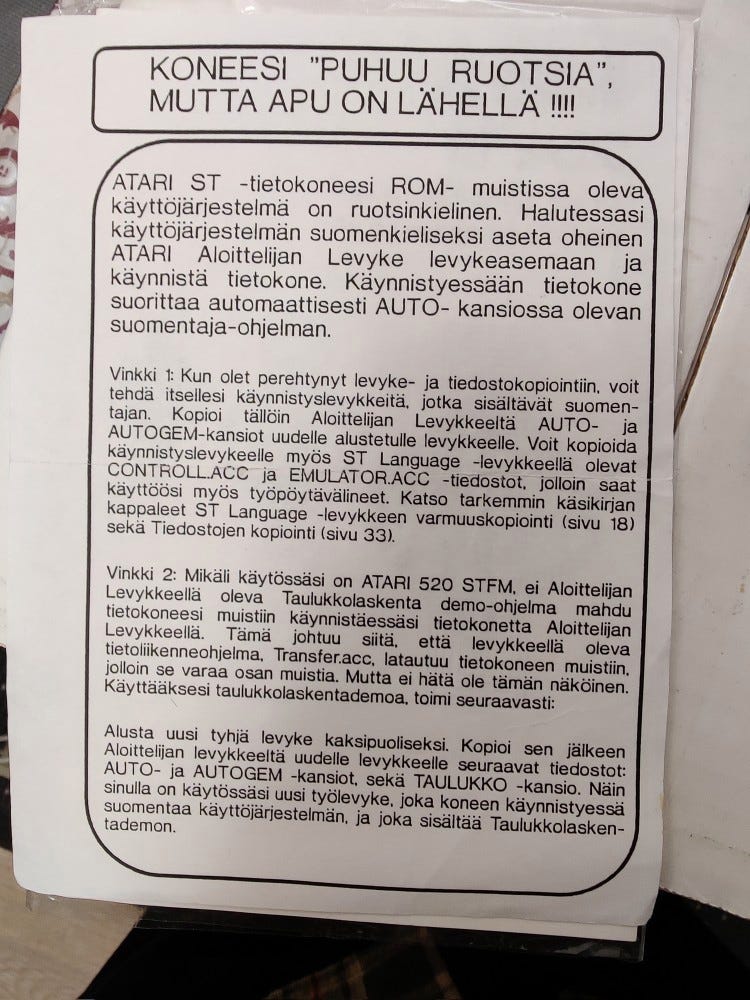 KONEESI "PUHUU RUOTSIA",
MUTTA APU ON LÄHELLÄ !!!!
ATARI ST -tietokoneesi ROM- muistissa oleva
käyttöjärjestelmä on ruotsinkielinen. Halutessasi
käyttöjärjestelmän suomenkieliseksi aseta oheinen
ATARI Aloittelijan Levyke levykeasemaan ja
käynnistä tietokone. Käynnistyessään tietokone
suorittaa automaattisesti AUTO- kansiossa olevan
suomentaja-ohjelman.
Vinkki 1: Kun olet perehtynyt levyke- ja tiedostokopiointiin, voit
tehdä itsellesi käynnistyslevykkeitä, jotka sisältävät suomen-
tajan. Kopioi tällöin Aloittelijan Levykkeeltä AUTO- ja
AUTOGEM-kansiot uudelle alustetulle levykkeelle. Voit kopioida
käynnistyslevykeelle myös ST Language -levykkeellä olevat
CONTROLL.ACC ja EMULATOR.ACC -tiedostot, jolloin saat
käyttöösi myös työpöytävälineet. Katso tarkemmin käsikirjan
kappaleet ST Language -levykkeen varmuuskopiointi (sivu 18)
sekä Tiedostojen kopiointi (sivu 33).
Vinkki 2: Mikäli käytössäsi on ATARI 520 STFM, ei Aloittelijan
Levykkeellä oleva Taulukkolaskenta demo-ohjelma mahdu
tietokoneesi muistiin käynnistäessäsi tietokonetta Aloittelijan
Levykkeellä. Tämä johtuu siitä, että levykkeellä oleva
tietoliikenneohjelma, Transfer.acc, latautuu tietokoneen muistiin,
jolloin se varaa osan muistia. Mutta ei hätä ole tämän näköinen.
Käyttääksesi taulukkolaskentademoa, toimi seuraavasti:
Alusta uusi tyhjä levyke kaksipuoliseksi. Kopioi sen jälkeen
Aloittelijan levykkeeltä uudelle levykkeelle seuraavat tiedostot:
AUTO- ja AUTOGEM -kansiot, sekä TAULUKKO -kansio. Näin
sinulla on käytössäsi uusi työlevyke, joka koneen käynnistyessä
suomentaa käyttöjärjestelmän, ja joka sisältää Taulukkolasken-
tademon.